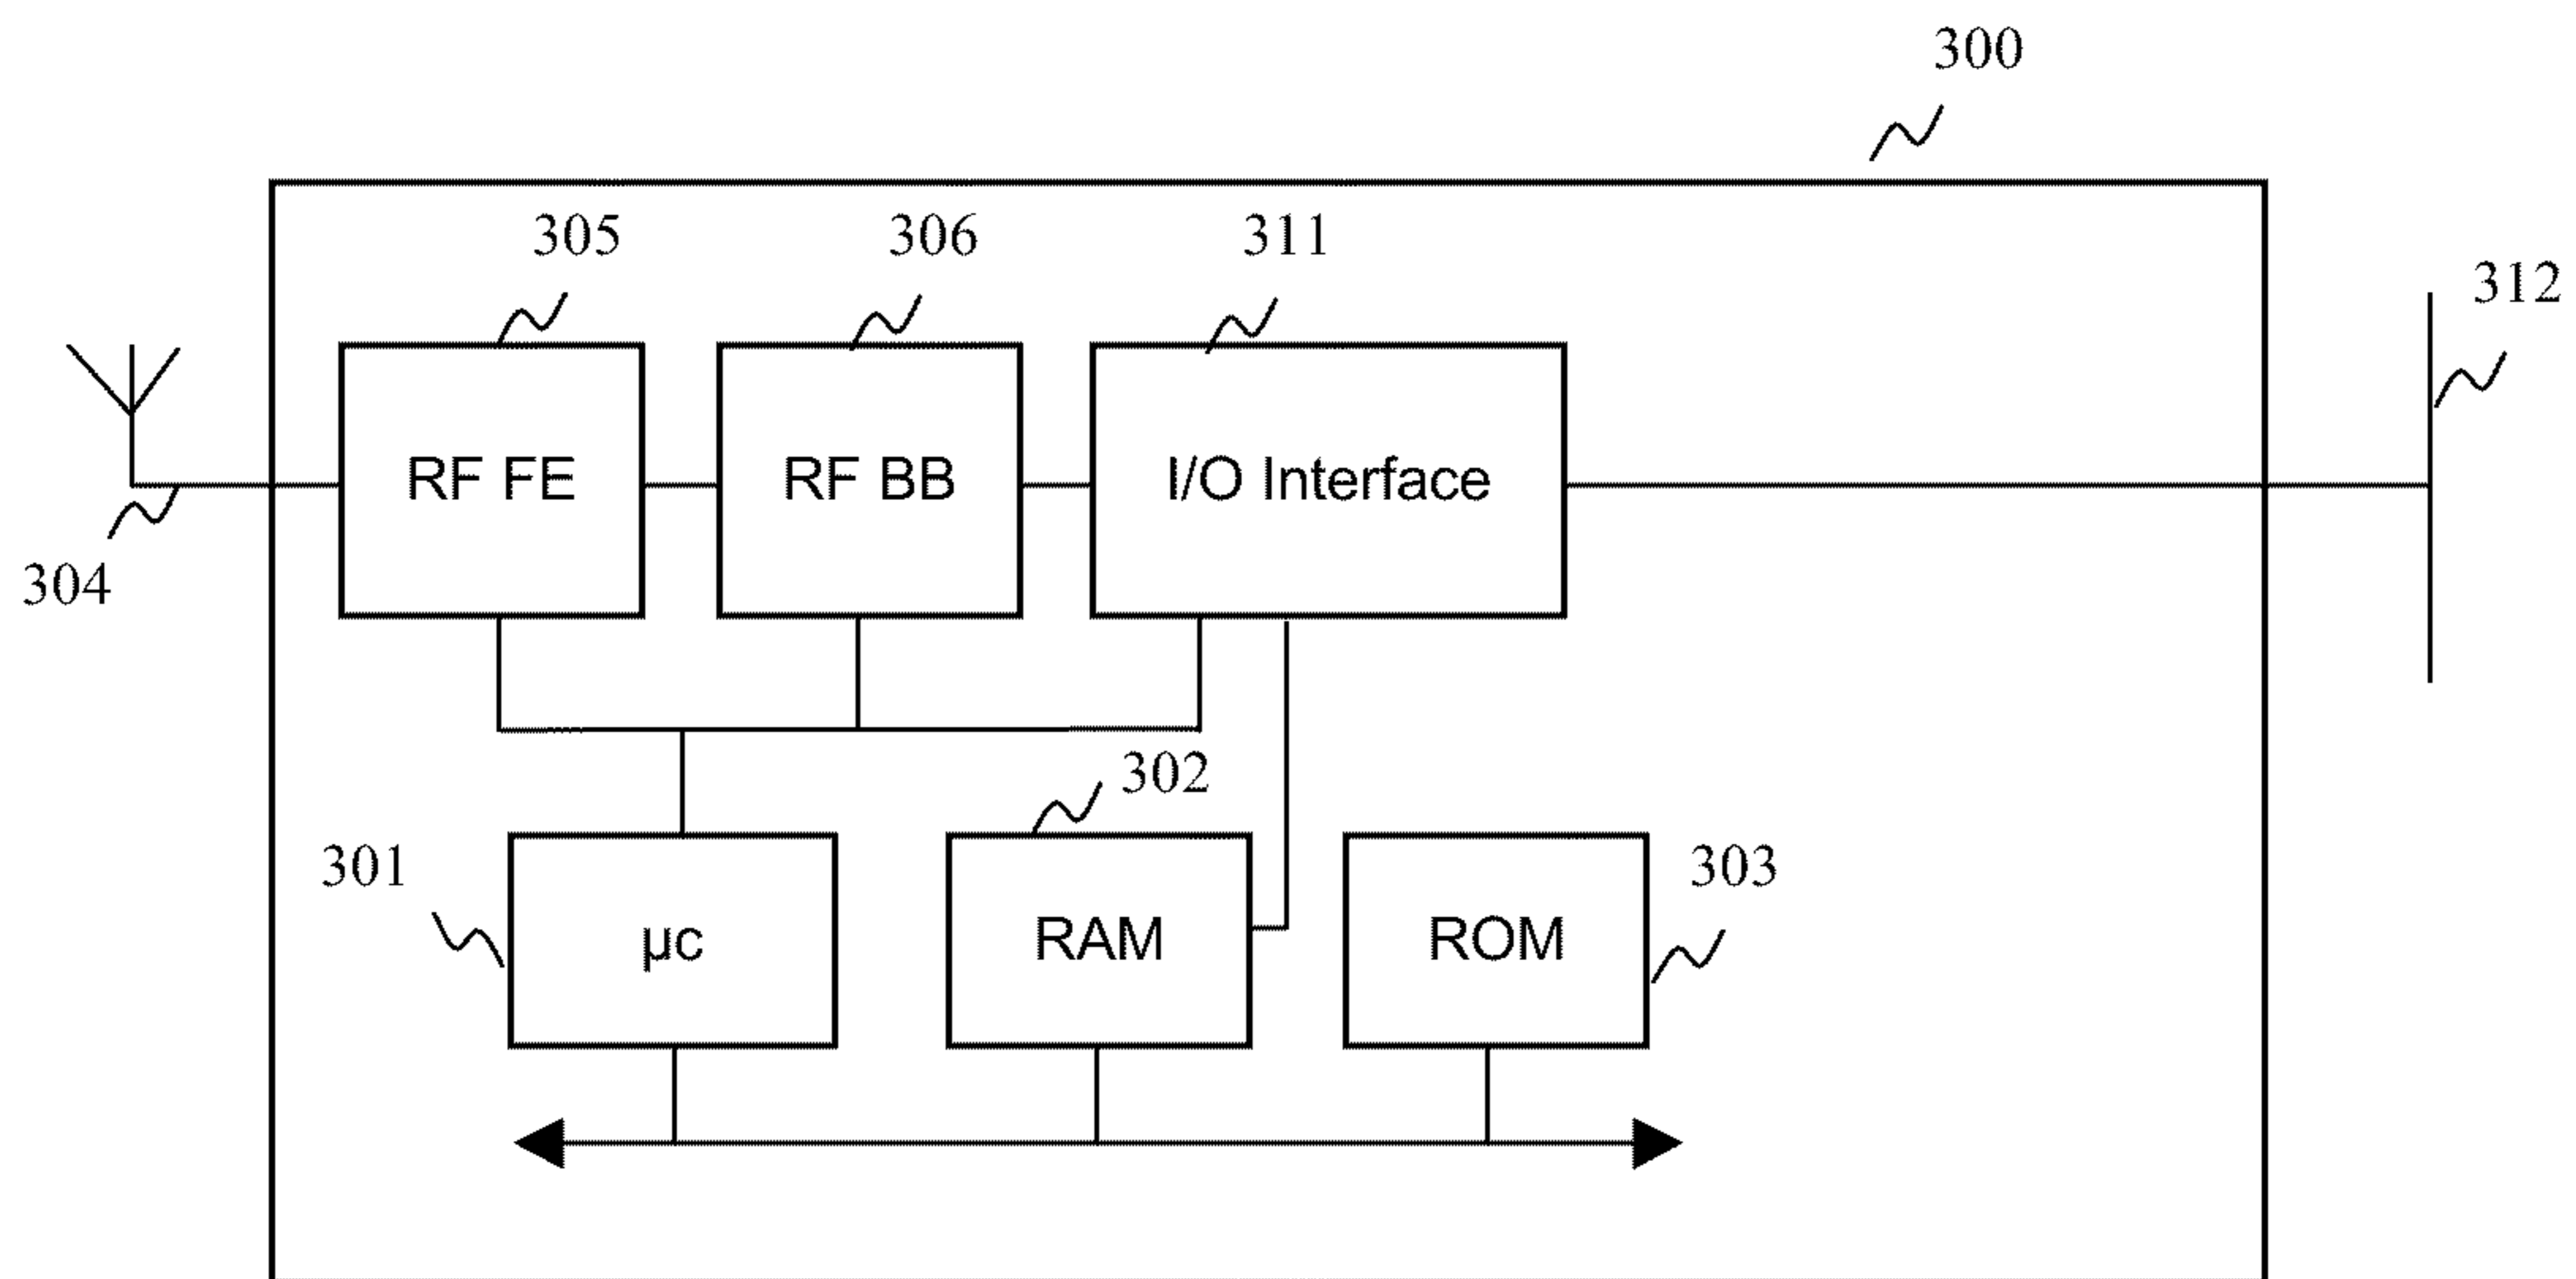 300
305
306
311
312
RF FE
RF BB
I/O Interface
304
302
301
303
µc
RAM
ROM